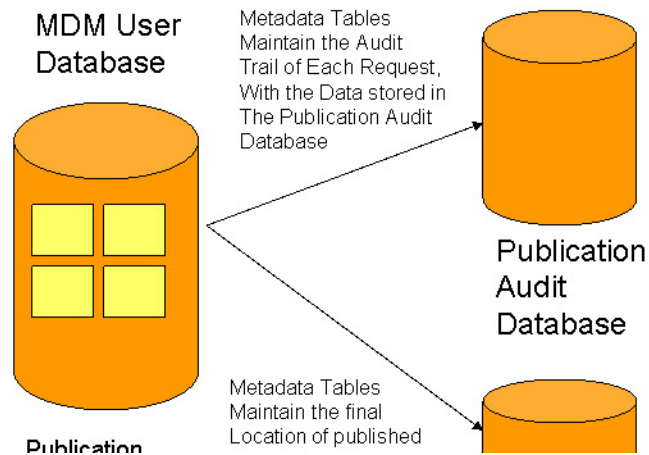 MDM User
Database
Metadata Tables
Maintain the Audit
Trail of Each Request,
With the Data stored in
The Publication Audit
Database
Publication
Audit
Database
Metadata Tables
Maintain the final
Location of published
Publication